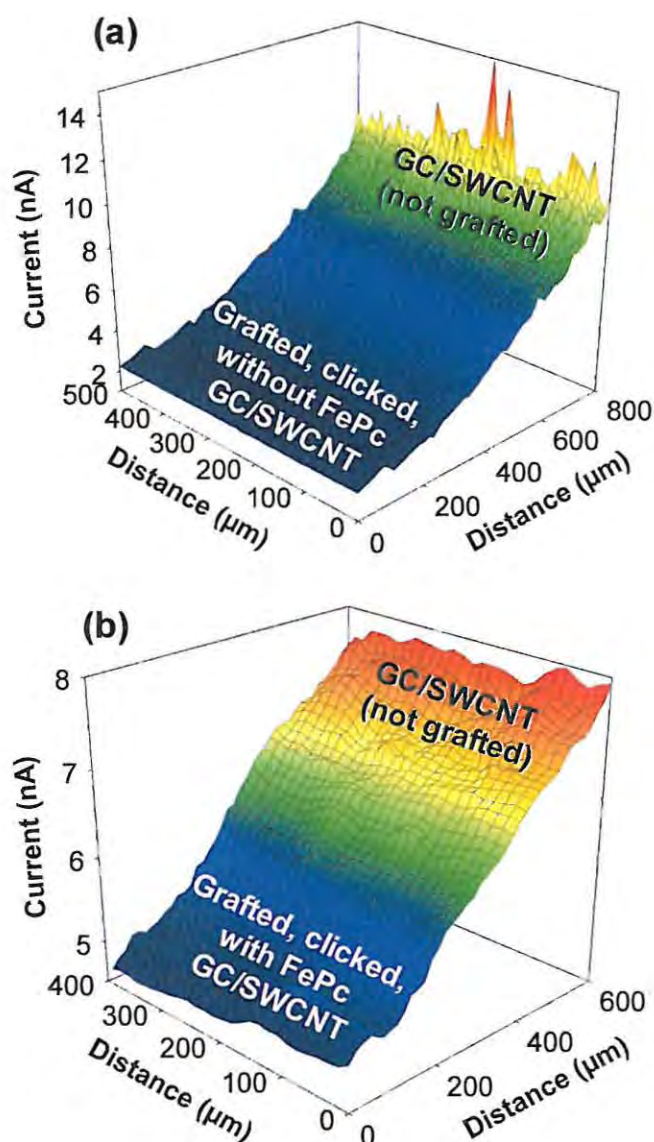 (a)
14
12
10
8
6
4
2
Current (nA)
GC/SWCNT
(not grafted)
Grafted, clicked,
without FePc
GC/SWCNT
500
400
300
200
100
0
Distance (µm)
0
200
400
600
800
Distance (µm)
(b)
8
7
6
5
Current (nA)
GC/SWCNT
(not grafted)
Grafted, clicked,
with FePc
GC/SWCNT
400
300
200
100
0
Distance (µm)
0
200
400
600
Distance (µm)